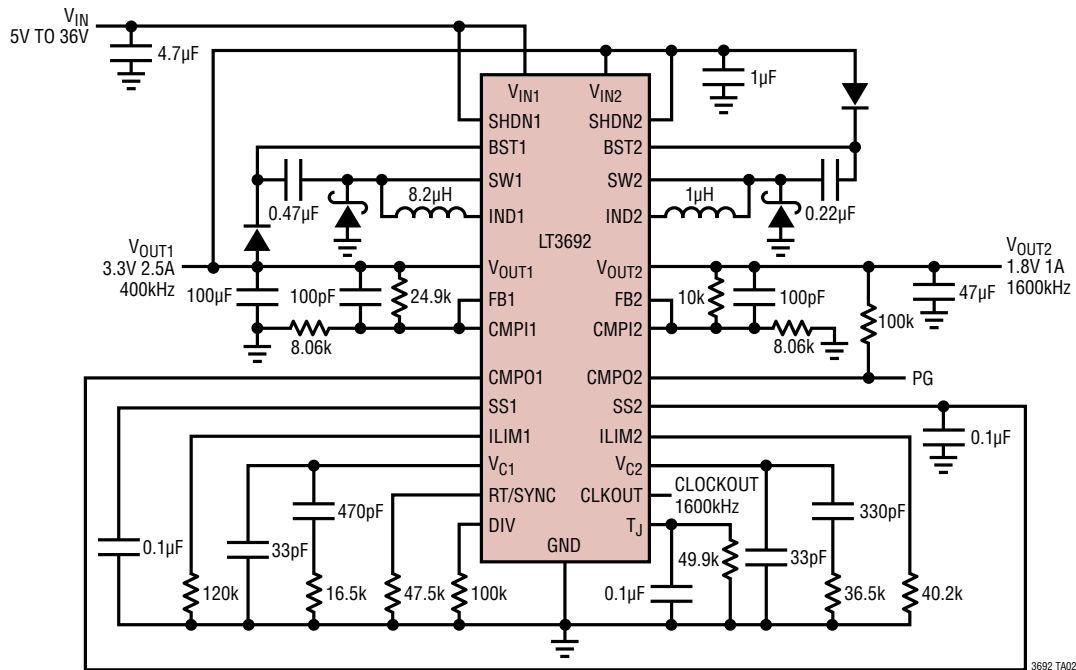 VIN
5V TO 36V
4.7µF
1µF
VIN1
VIN2
SHDN1
SHDN2
BST1
BST2
SW1
SW2
0.47µF
8.2µH
1µH
0.22µF
IND1
IND2
LT3692
VOUT1
3.3V 2.5A
400kHz
VOUT1
VOUT2
VOUT2
1.8V 1A
1600kHz
100µF
100pF
24.9k
10k
100pF
47µF
FB1
FB2
100k
CMPI1
CMPI2
8.06k
8.06k
CMPO1
CMPO2
PG
SS1
SS2
ILIM1
ILIM2
0.1µF
VC1
VC2
RT/SYNC
CLKOUT
CLOCKOUT
1600kHz
470pF
330pF
DIV
TJ
GND
0.1µF
33pF
49.9k
33pF
120k
16.5k
47.5k
100k
0.1µF
36.5k
40.2k
3692 TA02